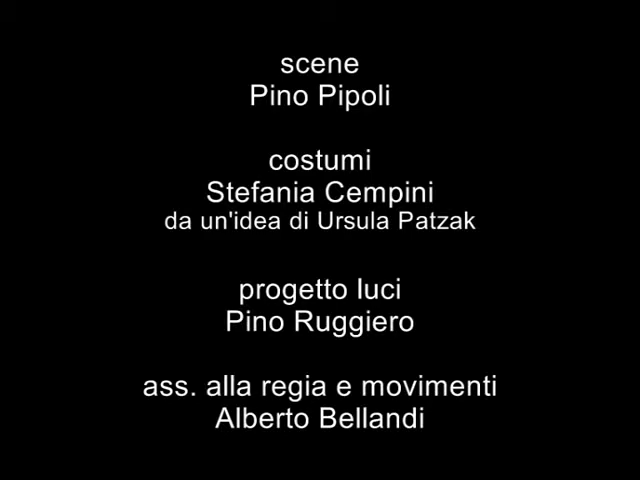 scene
Pino Pipoli
costumi
Stefania Cempini
da un'idea di Ursula Patzak
progetto luci
Pino Ruggiero
ass. alla regia e movimenti
Alberto Bellandi